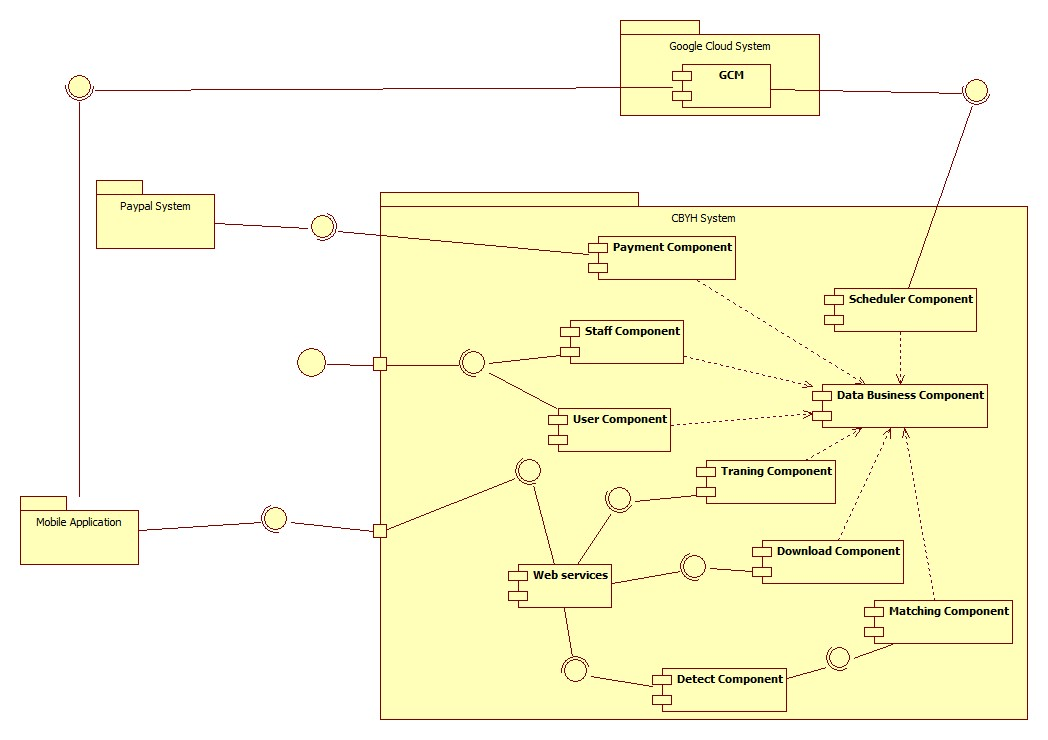 Google Cloud System
GCM
Paypal System
CBYH System
Payment Component
Scheduler Component
Staff Component
Data Business Component
User Component
Traning Component
Mobile Application
Download Component
Web services
Matching Component
Detect Component